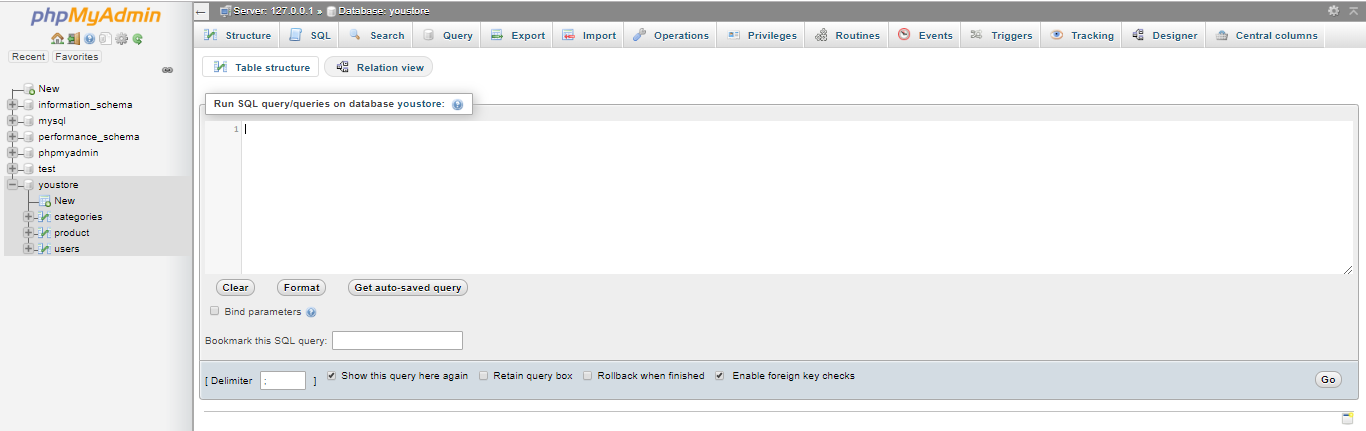 phpMyAdmin
Recent Favorites
New
information_schema
mysql
performance_schema
phpmyadmin
test
youstore
New
categories
product
users
Server: 127.0.0.1 » Database: youstore
Structure SQL Search Query Export Import Operations Privileges Routines Events Triggers Tracking Designer Central columns
Table structure Relation view
Run SQL query/queries on database youstore:
1
Clear Format Get auto-saved query
Bind parameters
Bookmark this SQL query:
[ Delimiter ; ] Show this query here again Retain query box Rollback when finished Enable foreign key checks Go